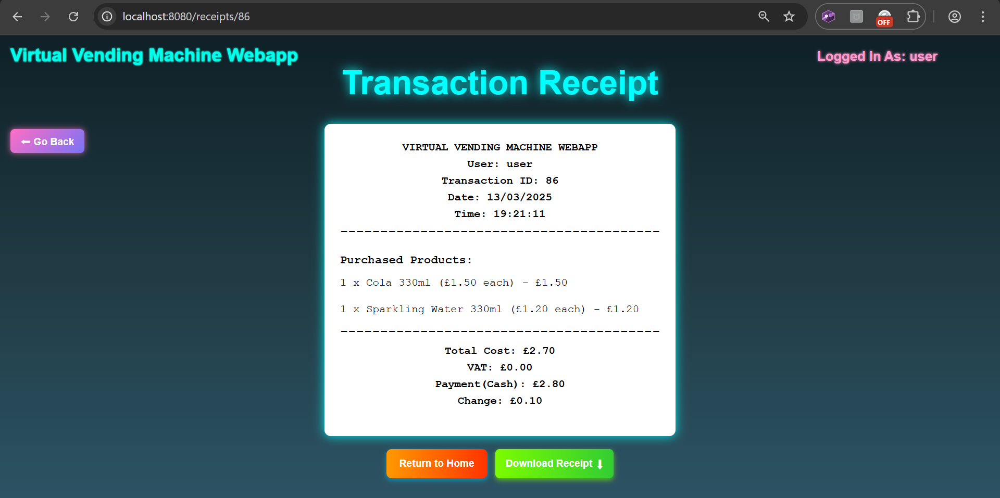 localhost:8080/receipts/86
OFF
Virtual Vending Machine Webapp
Logged In As: user
Transaction Receipt
⬅ Go Back
VIRTUAL VENDING MACHINE WEBAPP
User: user
Transaction ID: 86
Date: 13/03/2025
Time: 19:21:11
----------------------------------------
Purchased Products:
1 x Cola 330ml (£1.50 each) - £1.50
1 x Sparkling Water 330ml (£1.20 each) - £1.20
----------------------------------------
Total Cost: £2.70
VAT: £0.00
Payment(Cash): £2.80
Change: £0.10
Return to Home
Download Receipt ⬇